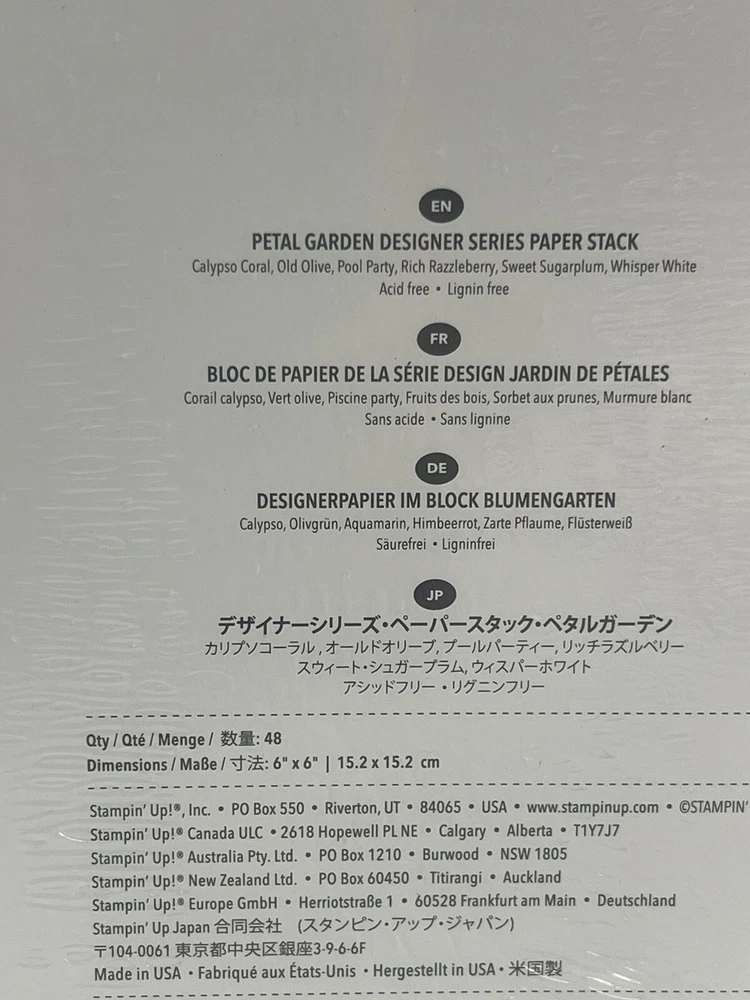 EN
PETAL GARDEN DESIGNER SERIES PAPER STACK
Calypso Coral, Old Olive, Pool Party, Rich Razzleberry, Sweet Sugarplum, Whisper White
Acid free • Lignin free
FR
BLOC DE PAPIER DE LA SÉRIE DESIGN JARDIN DE PÉTALES
Corail calypso, Vert olive, Piscine party, Fruits des bois, Sorbet aux prunes, Murmure blanc
Sans acide • Sans lignine
DE
DESIGNERPAPIER IM BLOCK BLUMENGARTEN
Calypso, Olivgrün, Aquamarin, Himbeerrot, Zarte Pflaume, Flüsterweiß
Säurefrei • Ligninfrei
JP
デザイナーシリーズ・ペーパースタック・ペタルガーデン
カリプソコーラル , オールドオリーブ, プールパーティー, リッチラズルベリー
スウィート・シュガープラム, ウィスパーホワイト
アシッドフリー ・リグニンフリー
Qty / Qté / Menge / 数量: 48
Dimensions / Maße / 寸法: 6" x 6" | 15.2 x 15.2 cm
Stampin' Up!®, Inc. • PO Box 550 • Riverton, UT • 84065 • USA • www.stampinup.com • ©STAMPIN'
Stampin' Up!® Canada ULC • 2618 Hopewell PL NE • Calgary • Alberta • T1Y7J7
Stampin' Up!® Australia Pty. Ltd. • PO Box 1210 • Burwood • NSW 1805
Stampin' Up!® New Zealand Ltd. • PO Box 60450 • Titirangi • Auckland
Stampin' Up!® Europe GmbH • Herriotstraße 1 • 60528 Frankfurt am Main • Deutschland
Stampin' Up Japan 合同会社 (スタンピン・アップ・ジャパン)
〒104-0061 東京都中央区銀座3-9-6-6F
Made in USA • Fabriqué aux États-Unis • Hergestellt in USA • 米国製